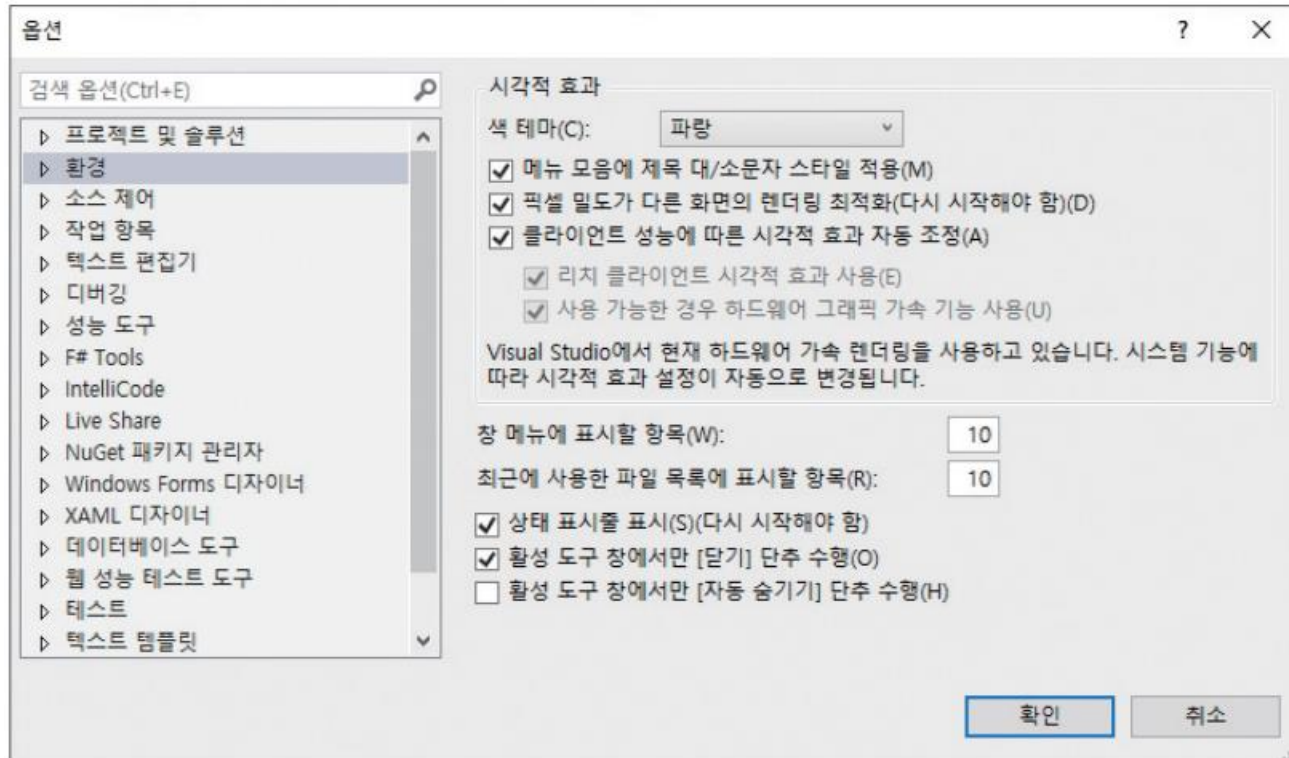 옵션
?
검색 옵션(Ctrl+E)
프로젝트 및 솔루션
환경
소스 제어
작업 항목
텍스트 편집기
디버깅
성능 도구
F# Tools
IntelliCode
Live Share
NuGet 패키지 관리자
Windows Forms 디자이너
XAML 디자이너
데이터베이스 도구
웹 성능 테스트 도구
테스트
텍스트 템플릿
시각적 효과
색 테마(C): 파랑
메뉴 모음에 제목 대/소문자 스타일 적용(M)
픽셀 밀도가 다른 화면의 렌더링 최적화(다시 시작해야 함)(D)
클라이언트 성능에 따른 시각적 효과 자동 조정(A)
리치 클라이언트 시각적 효과 사용(E)
사용 가능한 경우 하드웨어 그래픽 가속 기능 사용(U)
Visual Studio에서 현재 하드웨어 가속 렌더링을 사용하고 있습니다. 시스템 기능에
따라 시각적 효과 설정이 자동으로 변경됩니다.
창 메뉴에 표시할 항목(W): 10
최근에 사용한 파일 목록에 표시할 항목(R): 10
상태 표시줄 표시(S)(다시 시작해야 함)
활성 도구 창에서만 [닫기] 단추 수행(O)
활성 도구 창에서만 [자동 숨기기] 단추 수행(H)
확인
취소